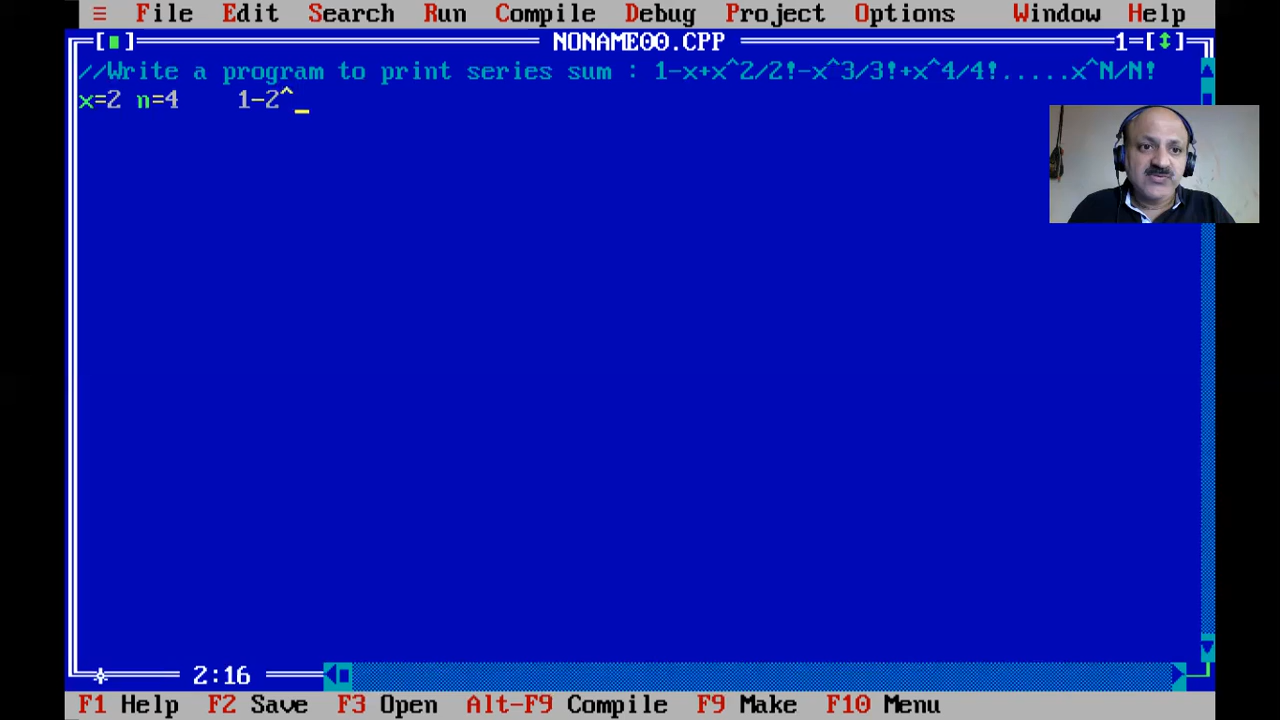 ≡ File Edit Search Run Compile Debug Project Options Window Help
[■] NONAME00.CPP 1=[↕]
//Write a program to print series sum : 1-x+x^2/2!-x^3/3!+x^4/4!.....x^N/N!
x=2 n=4 1-2^_
2:16
F1 Help F2 Save F3 Open Alt-F9 Compile F9 Make F10 Menu